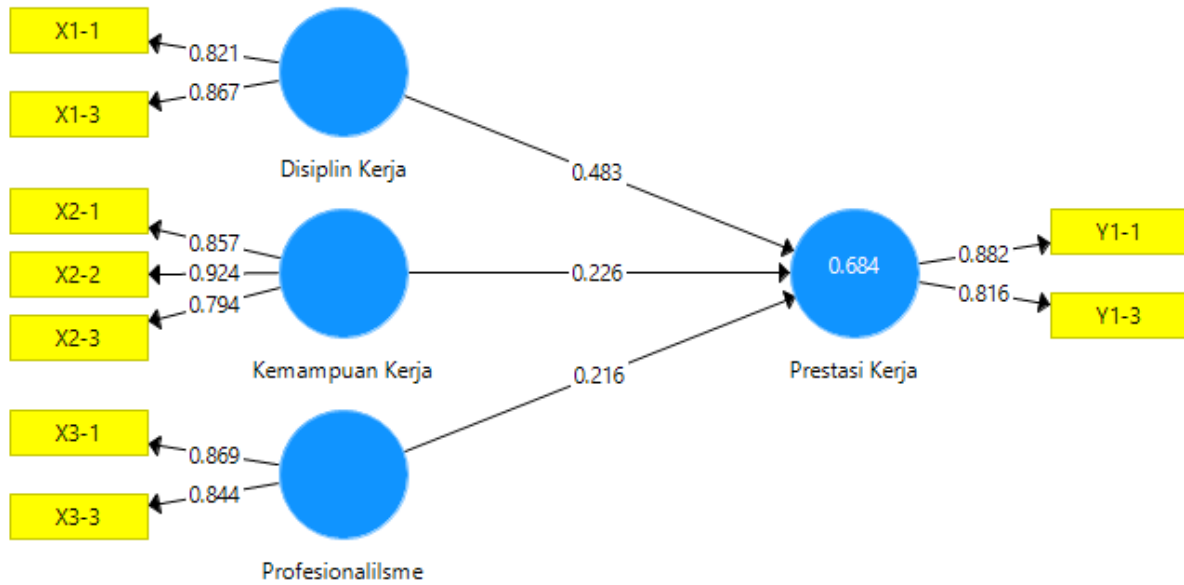 X1-1
0.821
0.867
X1-3
Disiplin Kerja
0.483
X2-1
0.857
X2-2
0.924
0.794
X2-3
Kemampuan Kerja
0.226
0.684
Prestasi Kerja
Y1-1
0.882
0.816
Y1-3
0.216
X3-1
0.869
0.844
X3-3
Profesionalilsme